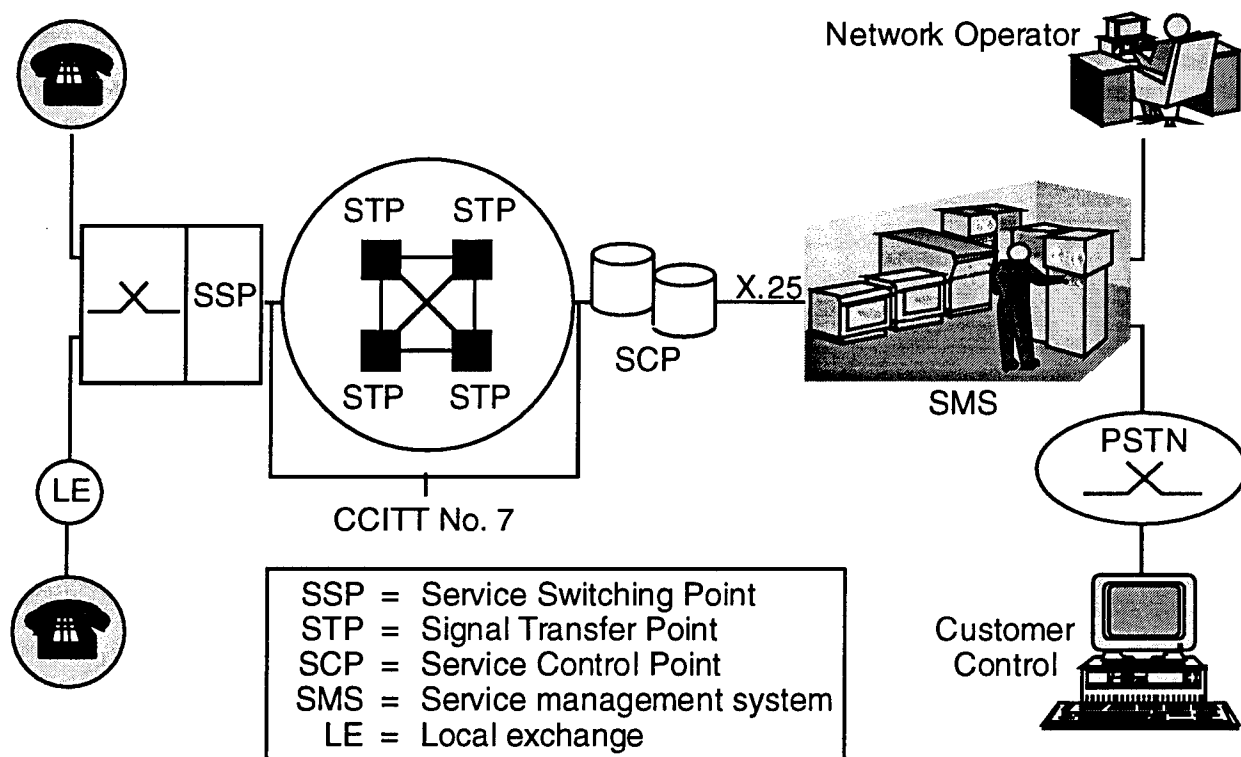 Network Operator
STP STP
SSP
X.25
SCP
STP STP
SMS
PSTN
LE
CCITT No. 7
SSP = Service Switching Point
STP = Signal Transfer Point
SCP = Service Control Point
SMS = Service management system
LE = Local exchange
Customer
Control